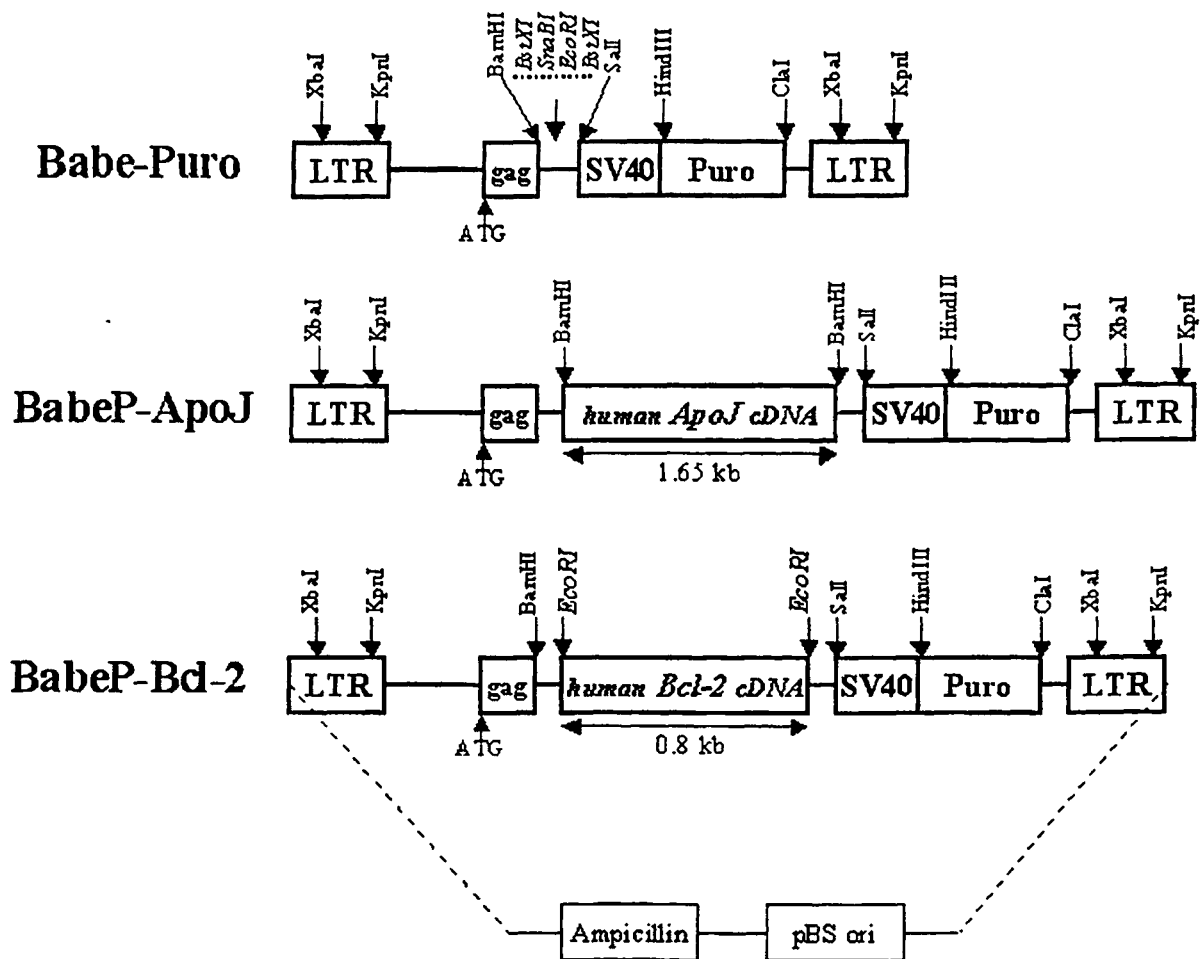 XbaI KpnI BamHI BstXI SnaBI EcoRI BstXI SalI HindIII ClaI XbaI KpnI
Babe-Puro LTR gag SV40 Puro LTR
ATG
XbaI KpnI BamHI BamHI SalI HindIII ClaI XbaI KpnI
BabeP-ApoJ LTR gag human ApoJ cDNA SV40 Puro LTR
ATG 1.65 kb
XbaI KpnI BamHI EcoRI EcoRI SalI HindIII ClaI XbaI KpnI
BabeP-Bcl-2 LTR gag human Bcl-2 cDNA SV40 Puro LTR
ATG 0.8 kb
Ampicillin pBS ori